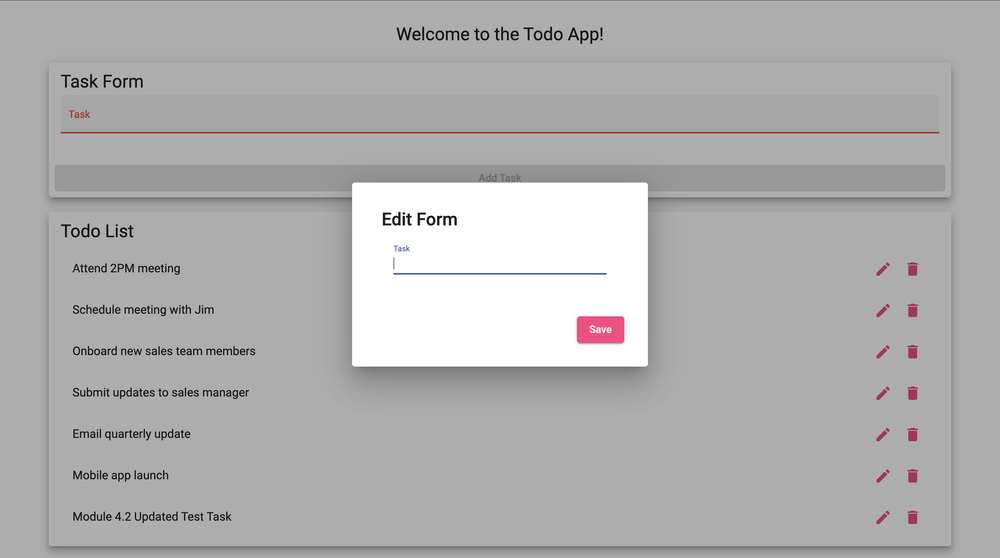 Welcome to the Todo App!
Task Form
Task
Add Task
Edit Form
Task
Save
Todo List
Attend 2PM meeting
Schedule meeting with Jim
Onboard new sales team members
Submit updates to sales manager
Email quarterly update
Mobile app launch
Module 4.2 Updated Test Task